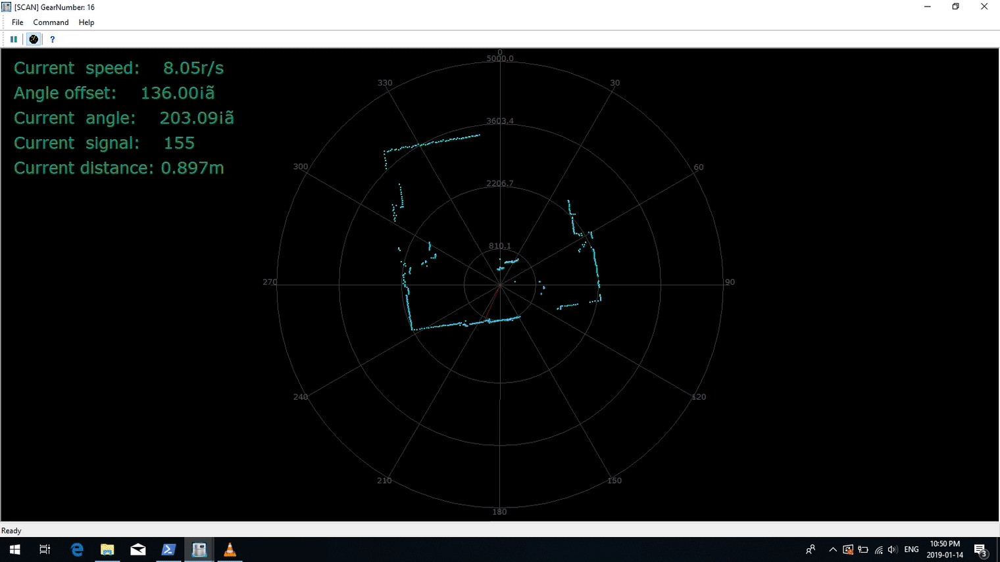 [SCAN] GearNumber: 16
File Command Help
?
Current speed: 8.05r/s
Angle offset: 136.00iã
Current angle: 203.09iã
Current signal: 155
Current distance: 0.897m
0
5000.0
330
30
3603.4
300
60
2206.7
810.1
270
90
240
120
210
150
180
Ready
ENG
10:50 PM
2019-01-14
3